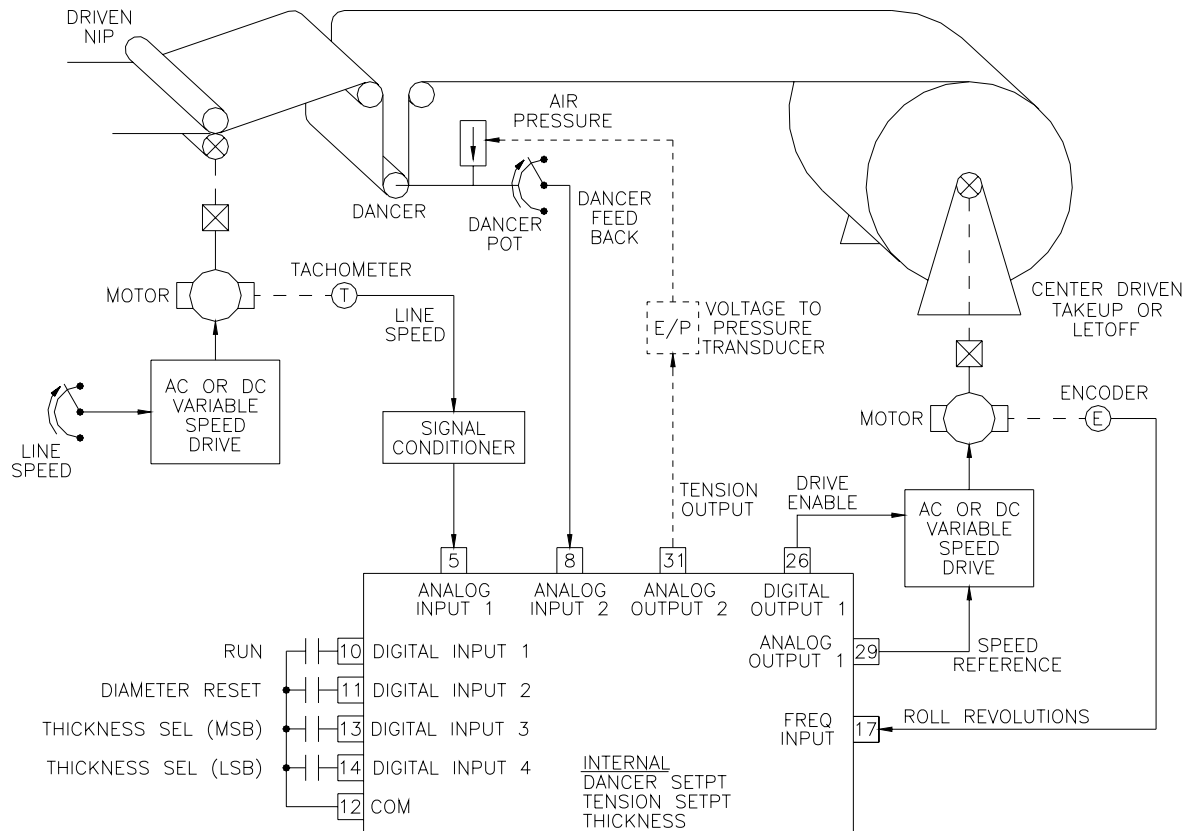 DRIVEN
NIP
AIR
PRESSURE
DANCER
DANCER
POT
DANCER
FEED
BACK
TACHOMETER
MOTOR
T
LINE
SPEED
E/P
VOLTAGE TO
PRESSURE
TRANSDUCER
CENTER DRIVEN
TAKEUP OR
LETOFF
AC OR DC
VARIABLE
SPEED
DRIVE
LINE
SPEED
SIGNAL
CONDITIONER
MOTOR
ENCODER
E
TENSION
OUTPUT
DRIVE
ENABLE
AC OR DC
VARIABLE
SPEED
DRIVE
5
8
31
26
ANALOG
INPUT 1
ANALOG
INPUT 2
ANALOG
OUTPUT 2
DIGITAL
OUTPUT 1
RUN
10
DIGITAL INPUT 1
ANALOG
OUTPUT 1
29
SPEED
REFERENCE
DIAMETER RESET
11
DIGITAL INPUT 2
THICKNESS SEL (MSB)
13
DIGITAL INPUT 3
FREQ
INPUT
17
ROLL REVOLUTIONS
THICKNESS SEL (LSB)
14
DIGITAL INPUT 4
12
COM
INTERNAL
DANCER SETPT
TENSION SETPT
THICKNESS